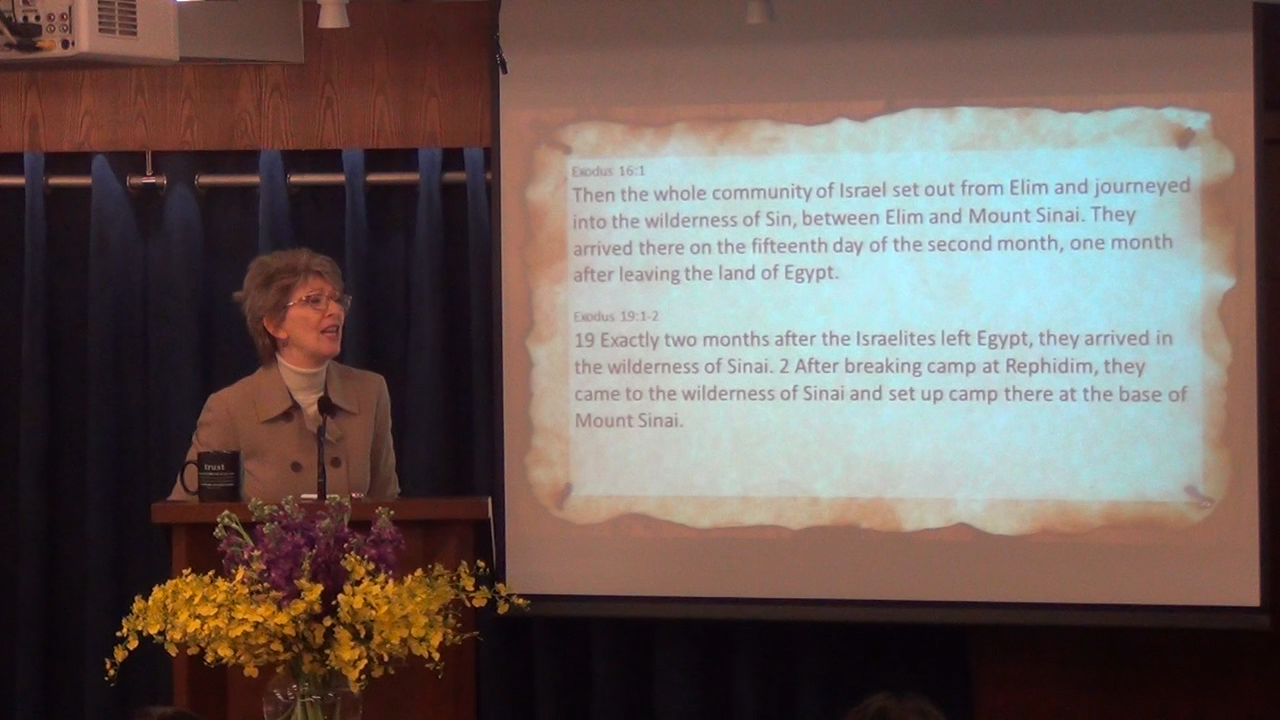 Exodus 16:1
Then the whole community of Israel set out from Elim and journeyed
into the wilderness of Sin, between Elim and Mount Sinai. They
arrived there on the fifteenth day of the second month, one month
after leaving the land of Egypt.
Exodus 19:1-2
19 Exactly two months after the Israelites left Egypt, they arrived in
the wilderness of Sinai. 2 After breaking camp at Rephidim, they
came to the wilderness of Sinai and set up camp there at the base of
Mount Sinai.
trust